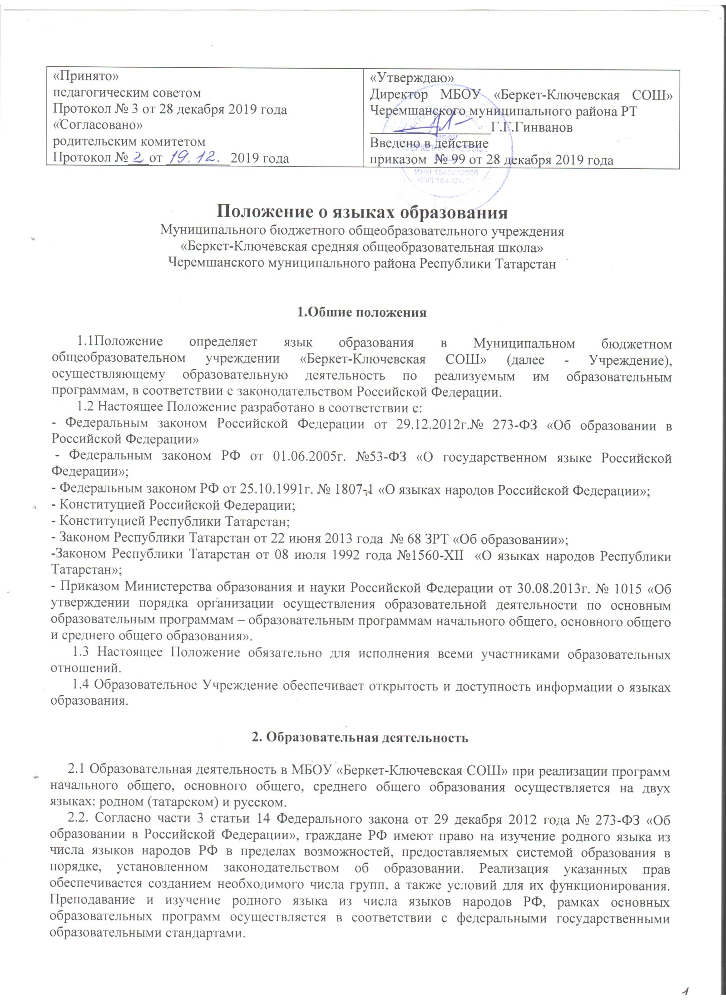 «Принято»
педагогическим советом
Протокол № 3 от 28 декабря 2019 года
«Согласовано»
родительским комитетом
Протокол № 2 от 19.12. 2019 года
«Утверждаю»
Директор МБОУ «Беркет-Ключевская СОШ»
Черемшанского муниципального района РТ
Г.Г.Гинванов
Введено в действие
приказом № 99 от 28 декабря 2019 года
МБОУ
ИНН 1640002086
Положение о языках образования
Муниципального бюджетного общеобразовательного учреждения
«Беркет-Ключевская средняя общеобразовательная школа»
Черемшанского муниципального района Республики Татарстан
1.Обшие положения
1.1Положение определяет язык образования в Муниципальном бюджетном
общеобразовательном учреждении «Беркет-Ключевская СОШ» (далее - Учреждение),
осуществляющему образовательную деятельность по реализуемым им образовательным
программам, в соответствии с законодательством Российской Федерации.
1.2 Настоящее Положение разработано в соответствии с:
- Федеральным законом Российской Федерации от 29.12.2012г.№ 273-ФЗ «Об образовании в
Российской Федерации»
- Федеральным законом РФ от 01.06.2005г. №53-ФЗ «О государственном языке Российской
Федерации»;
- Федеральным законом РФ от 25.10.1991г. № 1807-1 «О языках народов Российской Федерации»;
- Конституцией Российской Федерации;
- Конституцией Республики Татарстан;
- Законом Республики Татарстан от 22 июня 2013 года № 68 ЗРТ «Об образовании»;
-Законом Республики Татарстан от 08 июля 1992 года №1560-XII «О языках народов Республики
Татарстан»;
- Приказом Министерства образования и науки Российской Федерации от 30.08.2013г. № 1015 «Об
утверждении порядка организации осуществления образовательной деятельности по основным
образовательным программам – образовательным программам начального общего, основного общего
и среднего общего образования».
1.3 Настоящее Положение обязательно для исполнения всеми участниками образовательных
отношений.
1.4 Образовательное Учреждение обеспечивает открытость и доступность информации о языках
образования.
2. Образовательная деятельность
2.1 Образовательная деятельность в МБОУ «Беркет-Ключевская СОШ» при реализации программ
начального общего, основного общего, среднего общего образования осуществляется на двух
языках: родном (татарском) и русском.
2.2. Согласно части 3 статьи 14 Федерального закона от 29 декабря 2012 года № 273-ФЗ «Об
образовании в Российской Федерации», граждане РФ имеют право на изучение родного языка из
числа языков народов РФ в пределах возможностей, предоставляемых системой образования в
порядке, установленном законодательством об образовании. Реализация указанных прав
обеспечивается созданием необходимого числа групп, а также условий для их функционирования.
Преподавание и изучение родного языка из числа языков народов РФ, рамках основных
образовательных программ осуществляется в соответствии с федеральными государственными
образовательными стандартами.
1